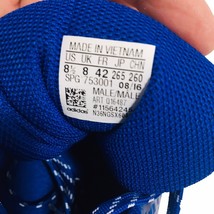 MADE IN VIETNAM
US UK FR JP CHN
8½ 8 42 265 260
SPG 753001 08/16
MALE/MALE
ART Q16487
#11564246
adidas